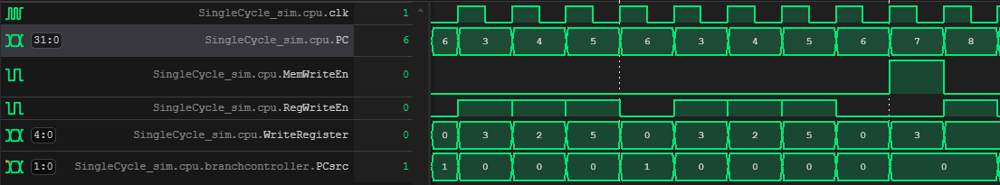 SingleCycle_sim.cpu.clk 1
31:0 SingleCycle_sim.cpu.PC 6 6 3 4 5 6 3 4 5 6 7 8
SingleCycle_sim.cpu.MemWriteEn 0
SingleCycle_sim.cpu.RegWriteEn 0
4:0 SingleCycle_sim.cpu.WriteRegister 0 0 3 2 5 0 3 2 5 0 3
1:0 SingleCycle_sim.cpu.branchcontroller.PCsrc 1 1 0 0 0 1 0 0 0 0 0